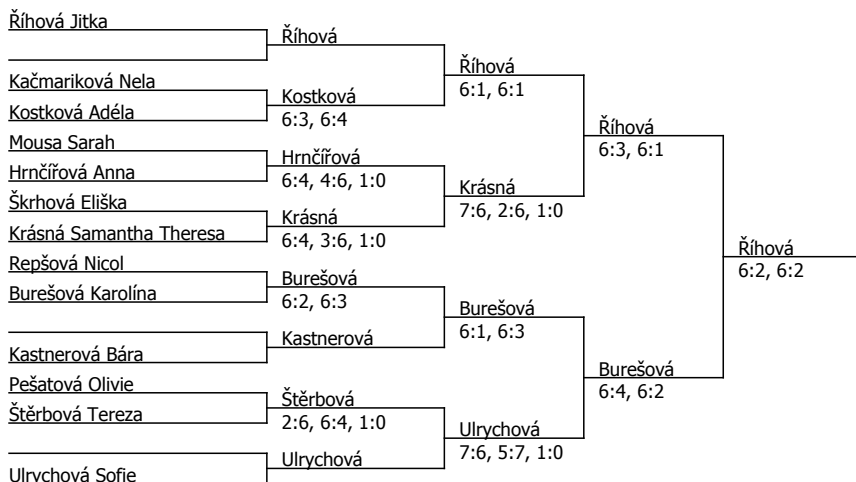 Říhová Jitka
Říhová
Říhová
6:1, 6:1
Kačmariková Nela
Kostková
6:3, 6:4
Kostková Adéla
Říhová
6:3, 6:1
Mousa Sarah
Hrnčířová
6:4, 4:6, 1:0
Hrnčířová Anna
Krásná
7:6, 2:6, 1:0
Škrhová Eliška
Krásná
6:4, 3:6, 1:0
Krásná Samantha Theresa
Říhová
6:2, 6:2
Repšová Nicol
Burešová
6:2, 6:3
Burešová Karolína
Burešová
6:1, 6:3
Kastnerová
Kastnerová Bára
Burešová
6:4, 6:2
Pešatová Olivie
Štěrbová
2:6, 6:4, 1:0
Štěrbová Tereza
Ulrychová
7:6, 5:7, 1:0
Ulrychová
Ulrychová Sofie